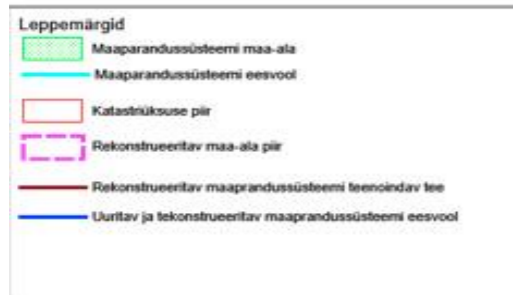 Leppemärgid
Maaparandussüsteemi maa-ala
Maaparandussüsteemi eesvool
Katastriüksuse piir
Rekonstrueeritav maa-ala piir
Rekonstrueeritav maaprandussüsteemi teenoindav tee
Uuritav ja tekonstrueeritav maaprandussüsteemi eesvool